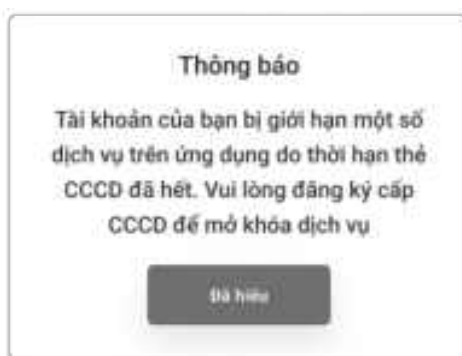 Thông báo
Tài khoản của bạn bị giới hạn một số
dịch vụ trên ứng dụng do thời hạn thẻ
CCCD đã hết. Vui lòng đăng ký cấp
CCCD để mở khóa dịch vụ
Đã hiểu